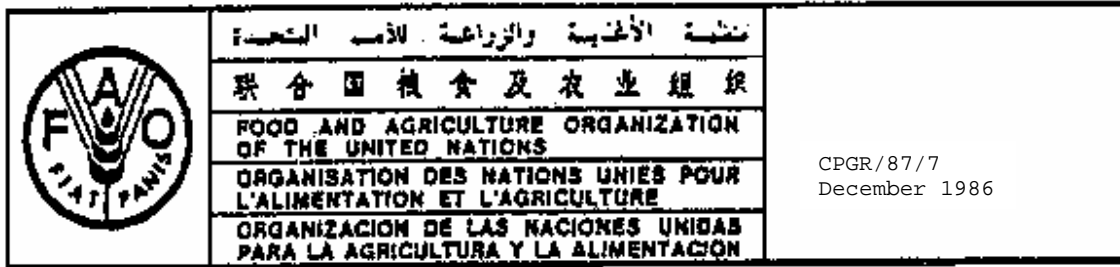 FAO
FIAT PANIS
منظمة الأغذية والزراعة للأمم المتحدة
联合国粮食及农业组织
FOOD AND AGRICULTURE ORGANIZATION
OF THE UNITED NATIONS
ORGANISATION DES NATIONS UNIES POUR
L'ALIMENTATION ET L'AGRICULTURE
ORGANIZACION DE LAS NACIONES UNIDAS
PARA LA AGRICULTURA Y LA ALIMENTACION
CPGR/87/7
December 1986